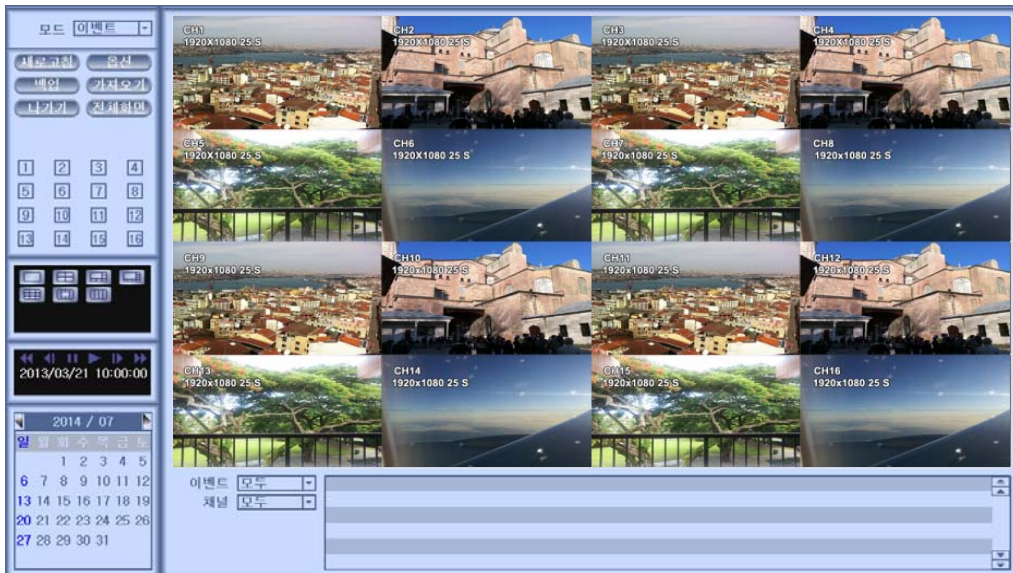 모드 이벤트
새로고침 옵션
백업 가져오기
나가기 전체화면
1 2 3 4
5 6 7 8
9 10 11 12
13 14 15 16
2013/03/21 10:00:00
2014 / 07
일 월 화 수 목 금 토
1 2 3 4 5
6 7 8 9 10 11 12
13 14 15 16 17 18 19
20 21 22 23 24 25 26
27 28 29 30 31
CH1
1920X1080 25 S
CH2
1920X1080 25 S
CH3
1920X1080 25 S
CH4
1920X1080 25 S
CH5
1920X1080 25 S
CH6
1920X1080 25 S
CH7
1920x1080 25 S
CH8
1920x1080 25 S
CH9
1920x1080 25 S
CH10
1920x1080 25 S
CH11
1920x1080 25 S
CH12
1920x1080 25 S
CH13
1920x1080 25 S
CH14
1920x1080 25 S
CH15
1920x1080 25 S
CH16
1920x1080 25 S
이벤트 모두
채널 모두